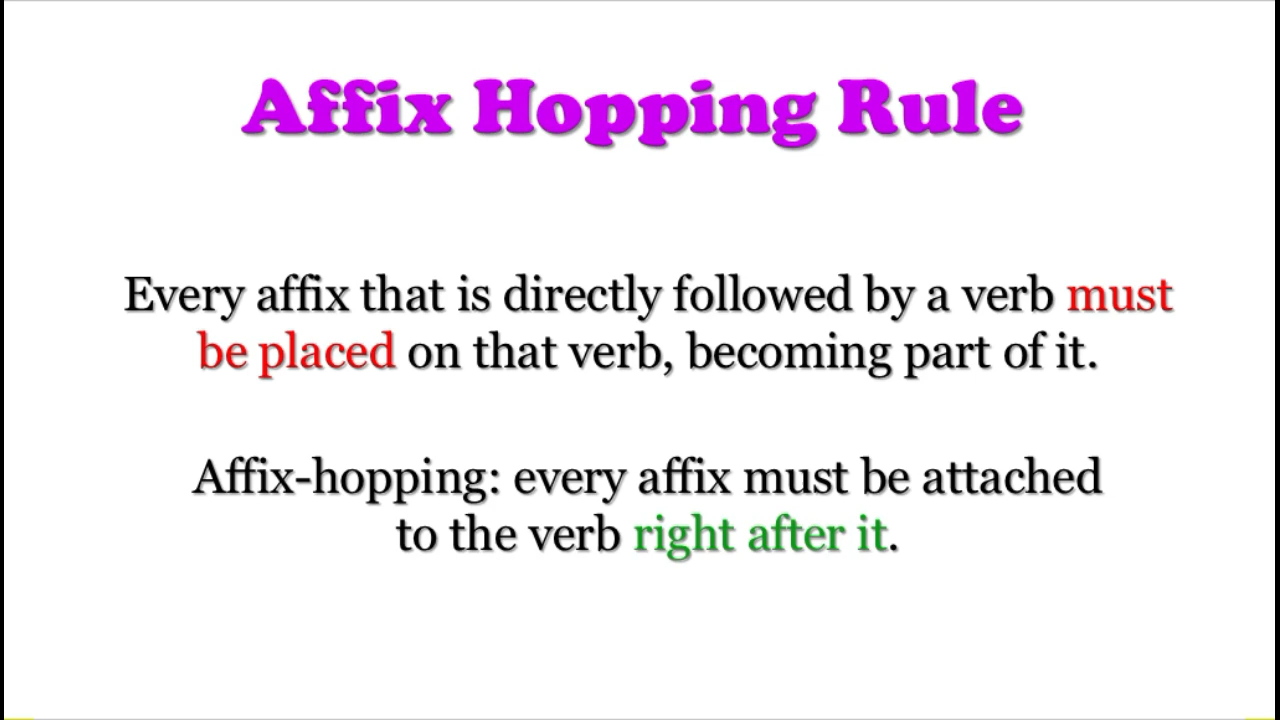 Affix Hopping Rule
Every affix that is directly followed by a verb must
be placed on that verb, becoming part of it.
Affix-hopping: every affix must be attached
to the verb right after it.